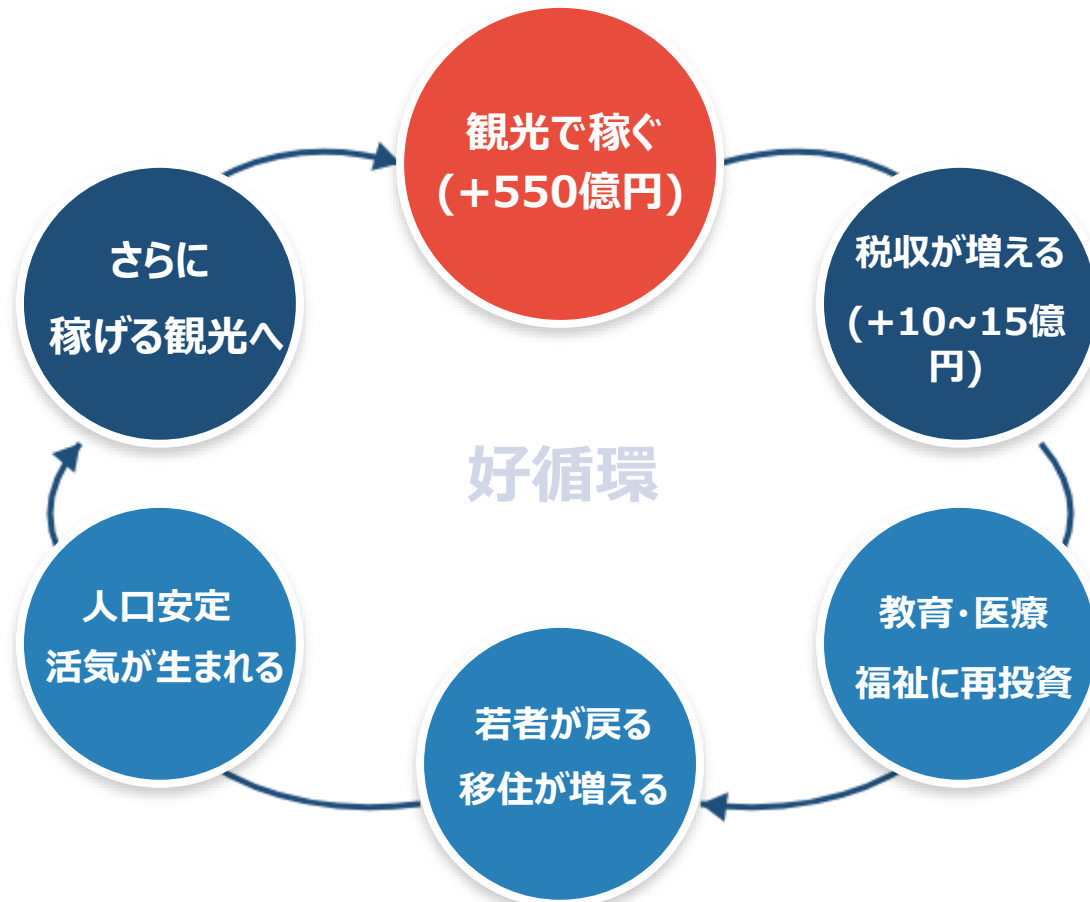 観光で稼ぐ
(+550億円)
税収が増える
(+10~15億
円)
教育・医療
福祉に再投資
若者が戻る
移住が増える
人口安定
活気が生まれる
さらに
稼げる観光へ
好循環